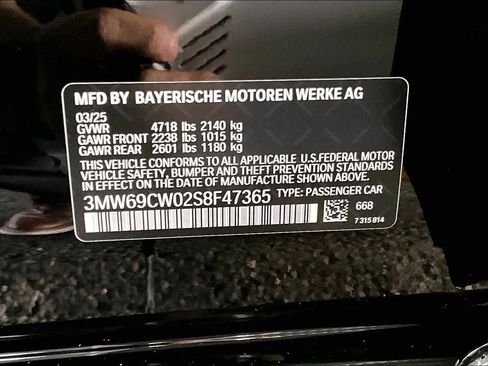 MFD BY BAYERISCHE MOTOREN WERKE AG
03/25
GVWR 4718 lbs 2140 kg
GAWR FRONT 2238 lbs 1015 kg
GAWR REAR 2601 lbs 1180 kg
THIS VEHICLE CONFORMS TO ALL APPLICABLE U.S.FEDERAL MOTOR
VEHICLE SAFETY, BUMPER AND THEFT PREVENTION STANDARDS
IN EFFECT ON THE DATE OF MANUFACTURE SHOWN ABOVE.
3MW69CW02S8F47365 TYPE: PASSENGER CAR
668
7 315 814